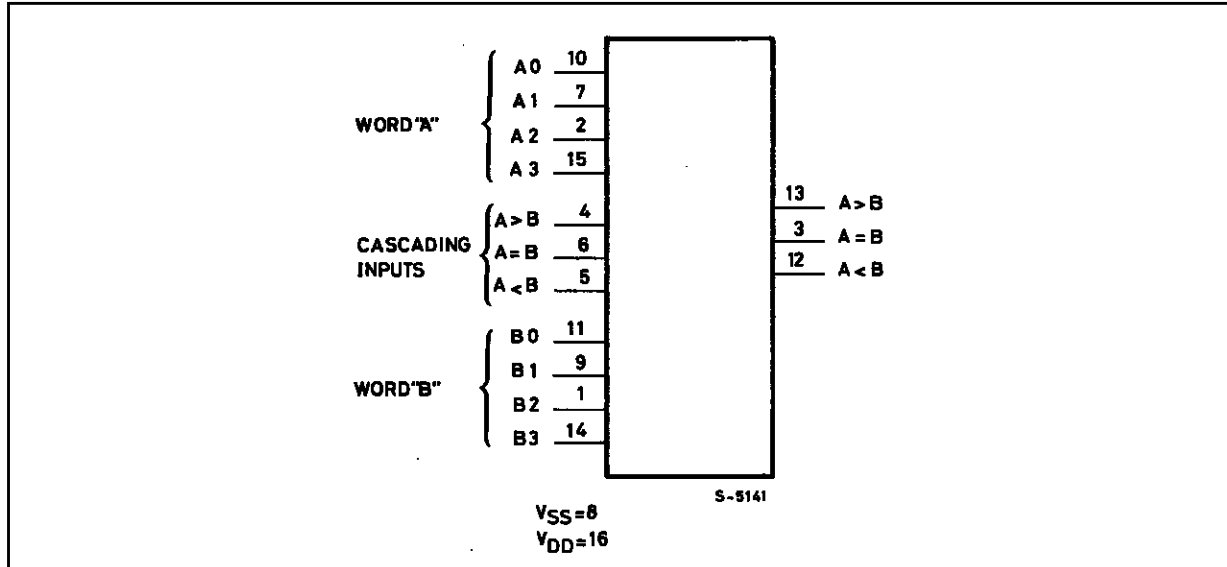 A0 10
A1 7
WORD"A"
A2 2
A3 15
13 A>B
A>B 4
3 A=B
CASCADING INPUTS
A=B 6
12 A<B
A<B 5
B0 11
B1 9
WORD"B"
B2 1
B3 14
S-5141
VSS=8
VDD=16